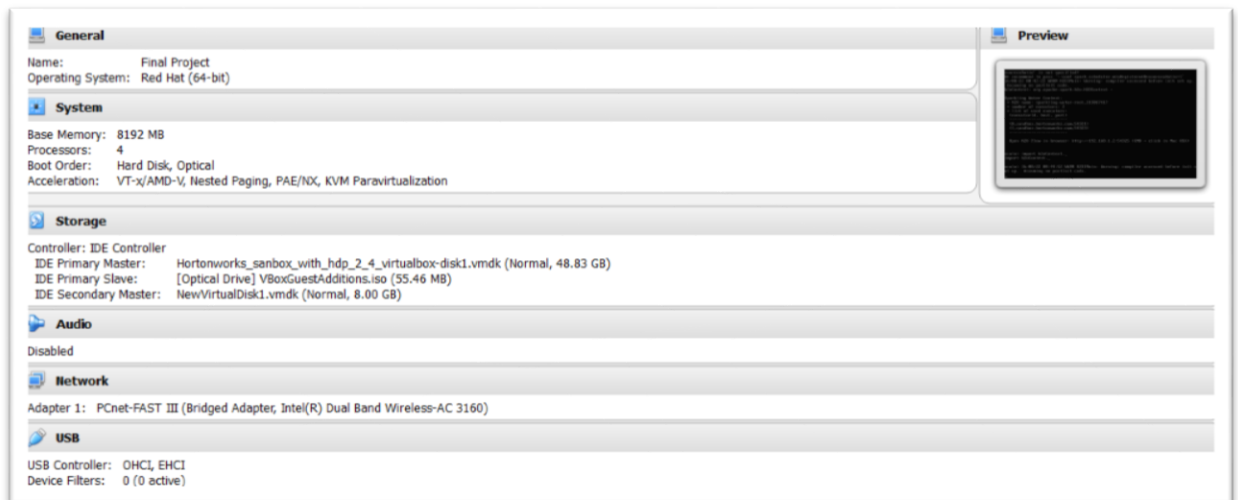 General
Name: Final Project
Operating System: Red Hat (64-bit)
System
Base Memory: 8192 MB
Processors: 4
Boot Order: Hard Disk, Optical
Acceleration: VT-x/AMD-V, Nested Paging, PAE/NX, KVM Paravirtualization
Preview
Storage
Controller: IDE Controller
IDE Primary Master: Hortonworks_sanbox_with_hdp_2_4_virtualbox-disk1.vmdk (Normal, 48.83 GB)
IDE Primary Slave: [Optical Drive] VBoxGuestAdditions.iso (55.46 MB)
IDE Secondary Master: NewVirtualDisk1.vmdk (Normal, 8.00 GB)
Audio
Disabled
Network
Adapter 1: PCnet-FAST III (Bridged Adapter, Intel(R) Dual Band Wireless-AC 3160)
USB
USB Controller: OHCI, EHCI
Device Filters: 0 (0 active)